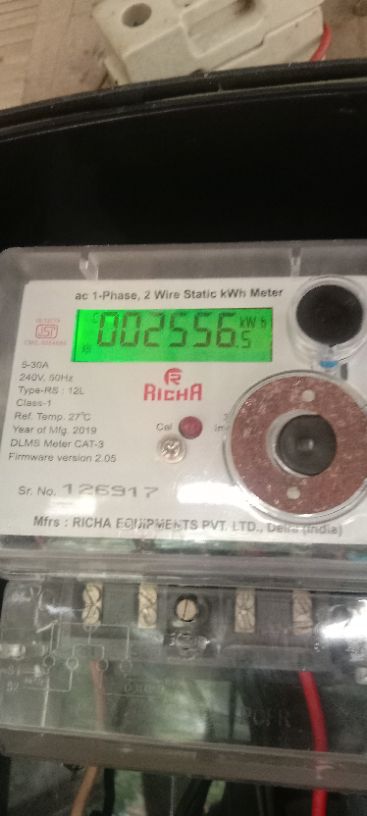 ac 1-Phase, 2 Wire Static kWh Meter
002556.5 kWh
ISI
5-30A
240V, 50Hz
Type-RS : 12L
Class-1
Ref. Temp. 27°C
Year of Mfg. 2019
DLMS Meter CAT-3
Firmware version 2.05
R
RICHA
Cal
Sr. No. 126917
Mfrs : RICHA EQUIPMENTS PVT. LTD., Delhi (India)